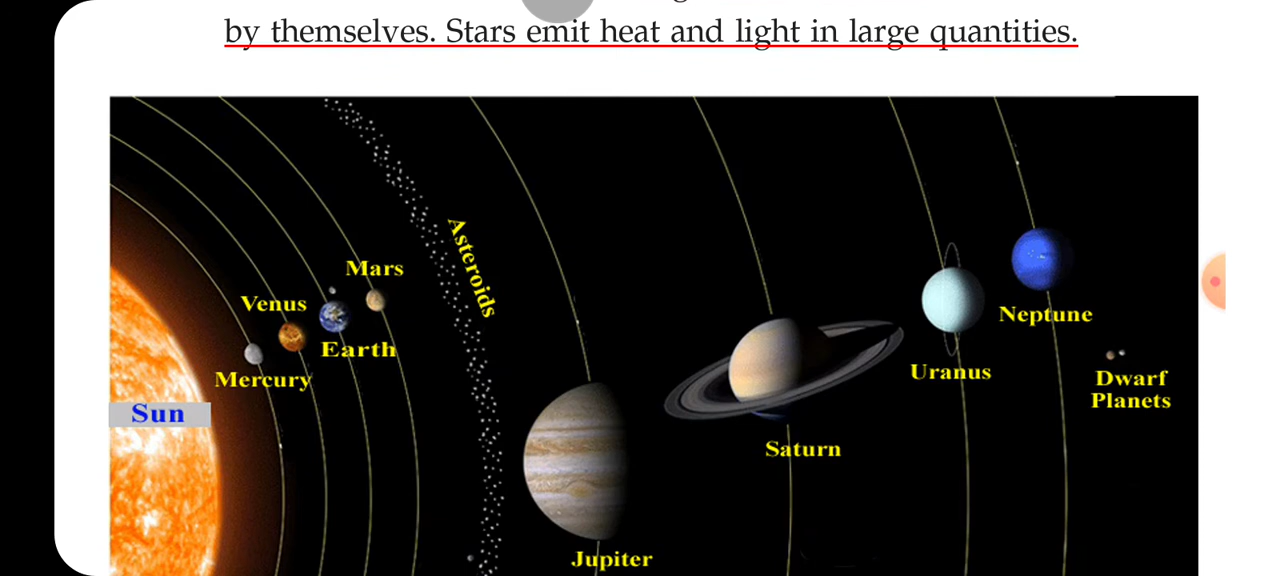 by themselves. Stars emit heat and light in large quantities.
Asteroids
Mars
Venus
Earth
Mercury
Sun
Neptune
Uranus
Dwarf
Planets
Saturn
Jupiter